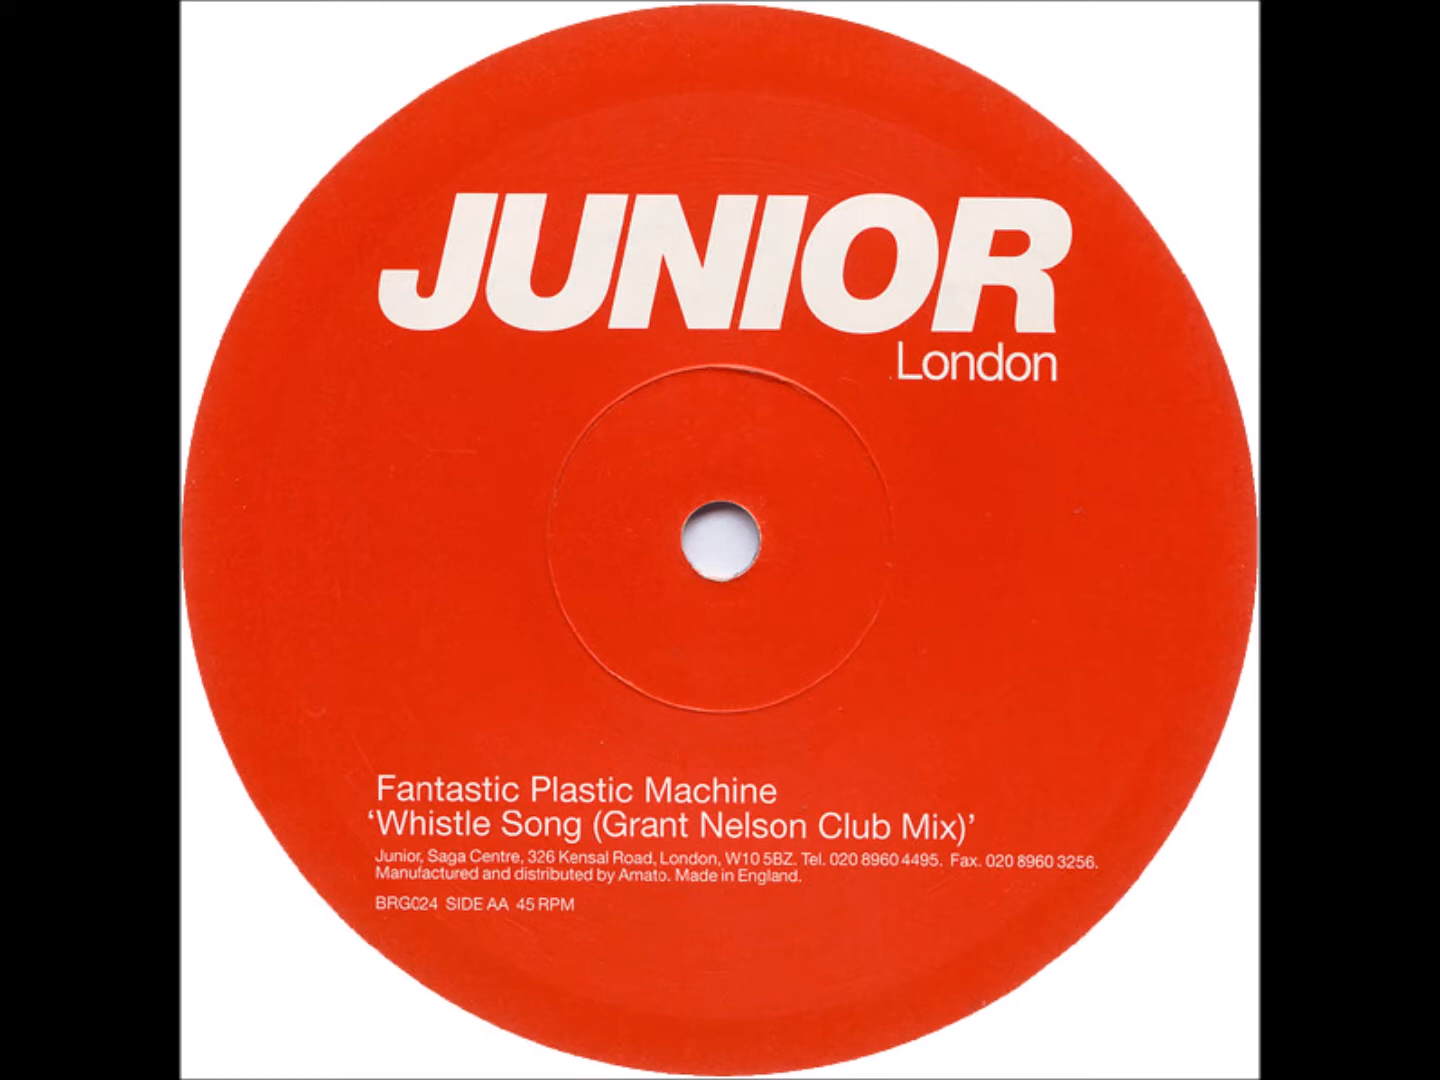 JUNIOR
London
Fantastic Plastic Machine
‘Whistle Song (Grant Nelson Club Mix)’
Junior, Saga Centre, 326 Kensal Road, London, W10 5BZ. Tel. 020 8960 4495. Fax. 020 8960 3256.
Manufactured and distributed by Amato. Made in England.
BRG024 SIDE AA 45 RPM